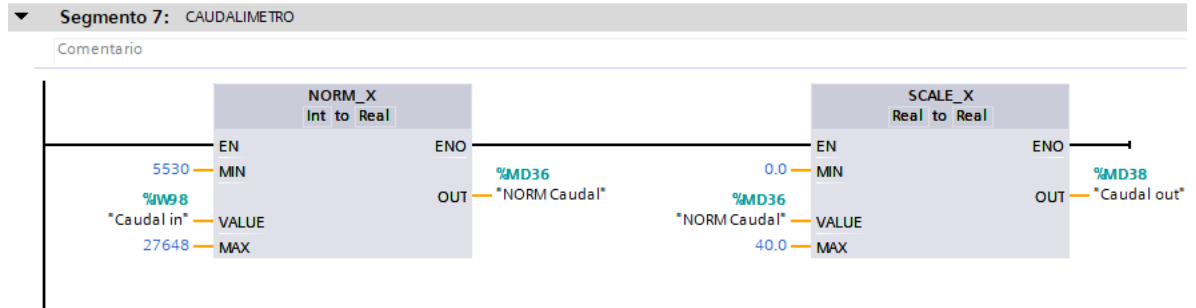 Segmento 7: CAUDALIMETRO
Comentario
NORM_X
Int to Real
EN
ENO
5530
MIN
%MD36
"NORM Caudal"
OUT
%IW98
"Caudal in"
VALUE
27648
MAX
SCALE_X
Real to Real
EN
ENO
0.0
MIN
%MD38
"Caudal out"
OUT
%MD36
"NORM Caudal"
VALUE
40.0
MAX